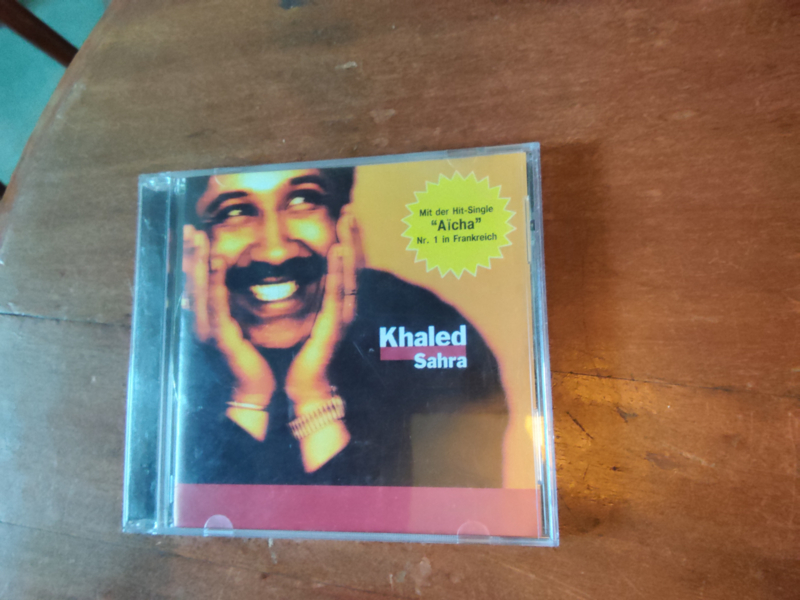 Mit der Hit-Single
"Aïcha"
Nr. 1 in Frankreich
Khaled
Sahra